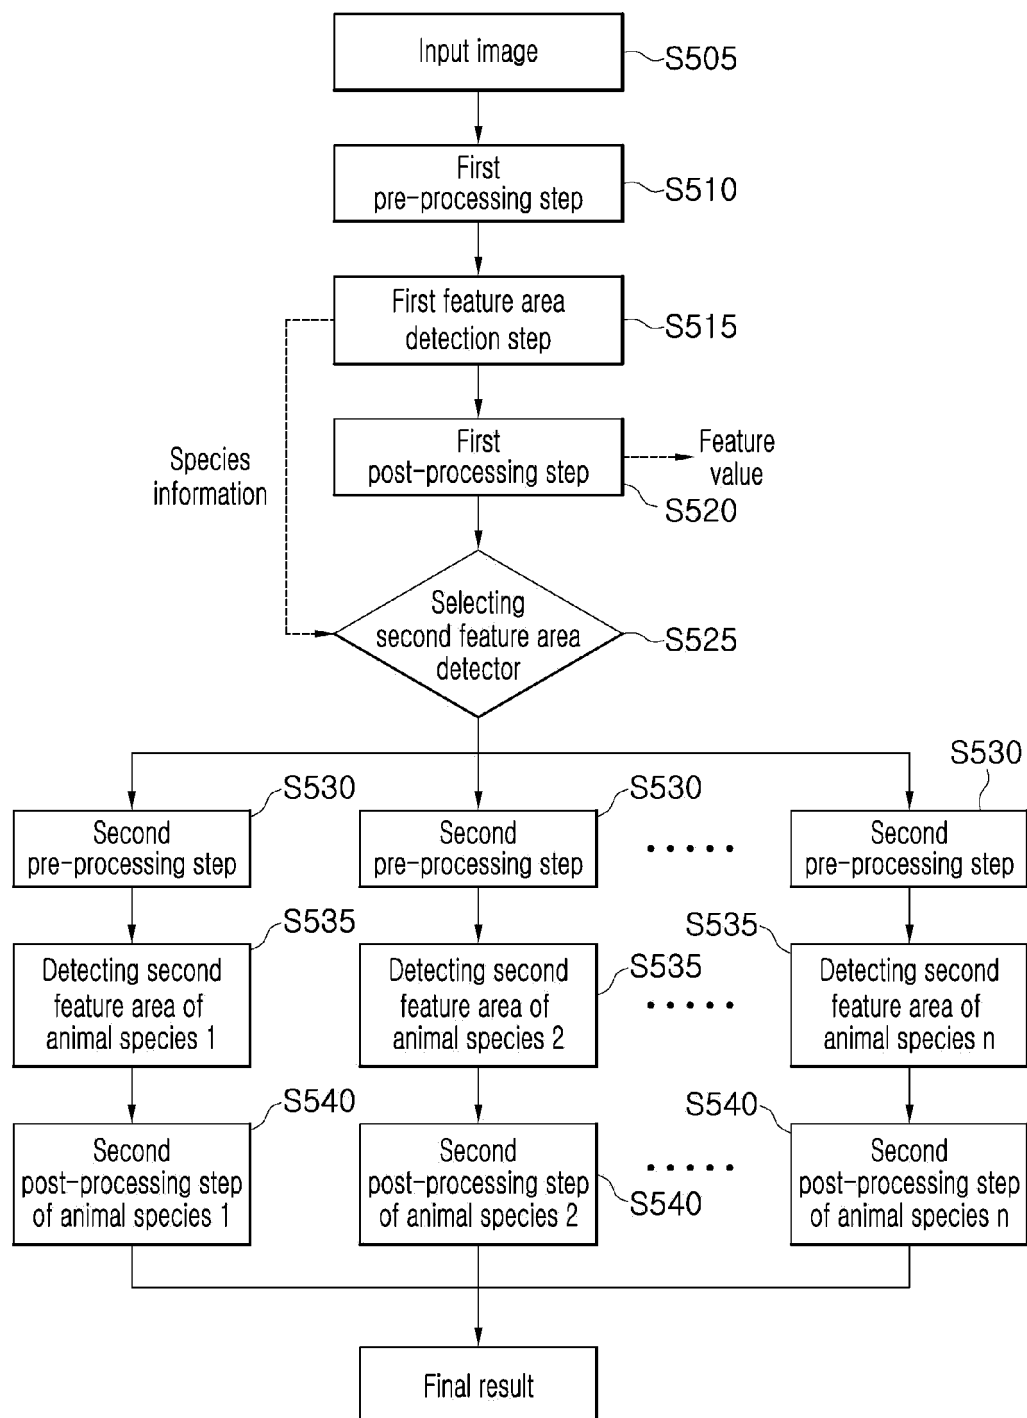 Input image
S505
First
pre-processing step
S510
First feature area
detection step
S515
Species
information
First
post-processing step
Feature
value
S520
Selecting
second feature area
detector
S525
S530
S530
S530
Second
pre-processing step
Second
pre-processing step
.....
Second
pre-processing step
S535
S535
S535
Detecting second
feature area of
animal species 1
Detecting second
feature area of
animal species 2
.....
Detecting second
feature area of
animal species n
S540
S540
S540
Second
post-processing step
of animal species 1
Second
post-processing step
of animal species 2
.....
Second
post-processing step
of animal species n
Final result